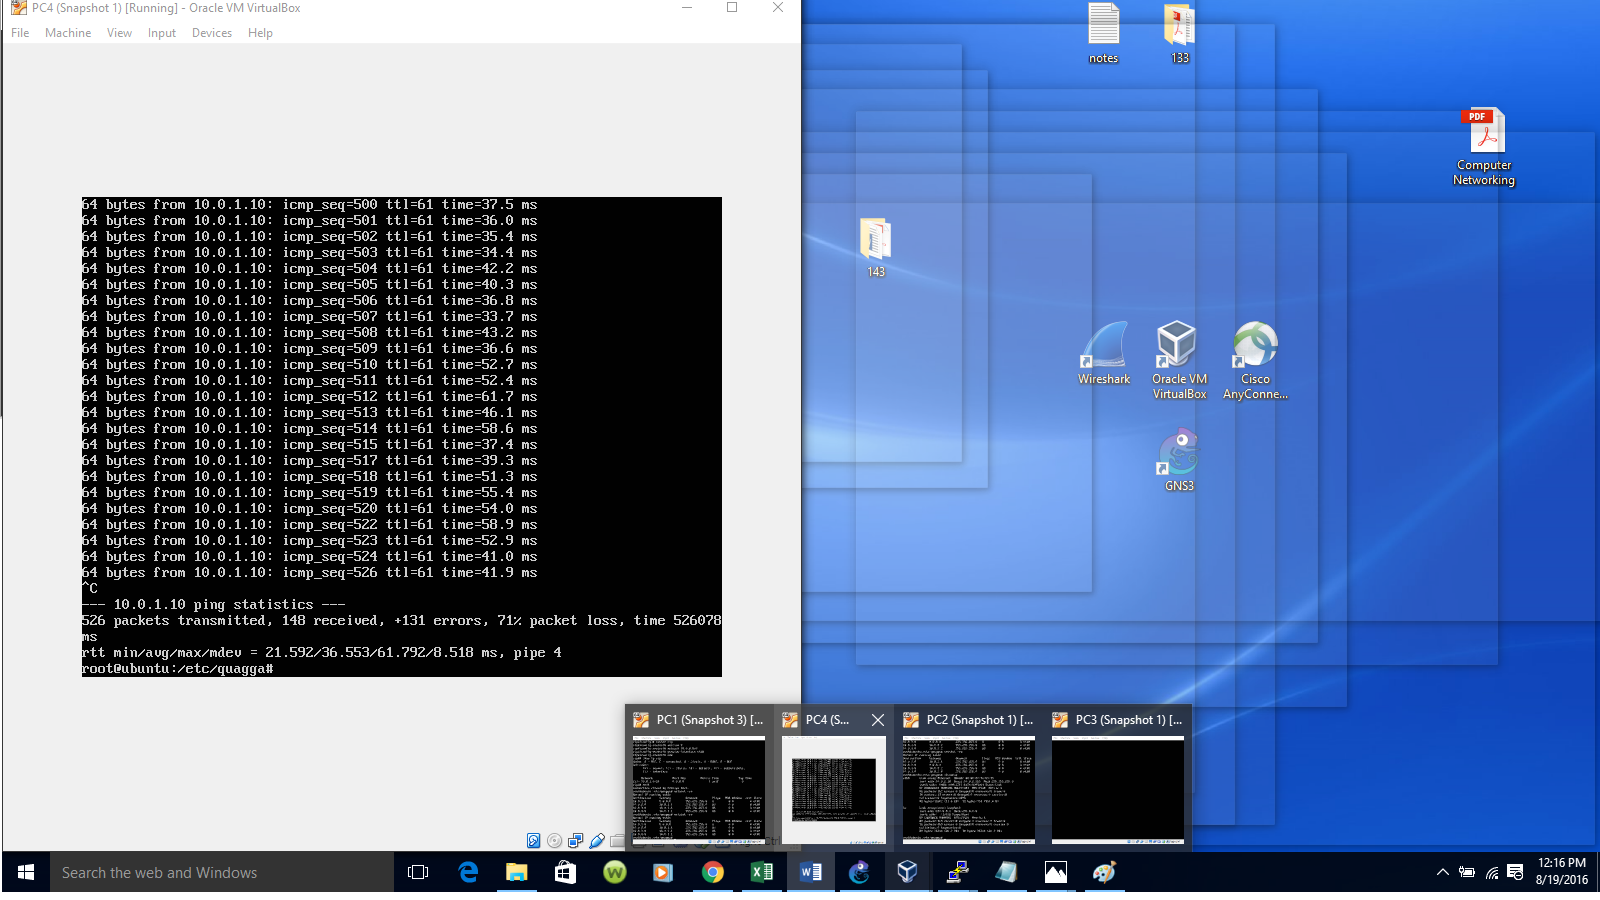 PC4 (Snapshot 1) [Running] - Oracle VM VirtualBox
File Machine View Input Devices Help
64 bytes from 10.0.1.10: icmp_seq=500 ttl=61 time=37.5 ms
64 bytes from 10.0.1.10: icmp_seq=501 ttl=61 time=36.0 ms
64 bytes from 10.0.1.10: icmp_seq=502 ttl=61 time=35.4 ms
64 bytes from 10.0.1.10: icmp_seq=503 ttl=61 time=34.4 ms
64 bytes from 10.0.1.10: icmp_seq=504 ttl=61 time=42.2 ms
64 bytes from 10.0.1.10: icmp_seq=505 ttl=61 time=40.3 ms
64 bytes from 10.0.1.10: icmp_seq=506 ttl=61 time=36.8 ms
64 bytes from 10.0.1.10: icmp_seq=507 ttl=61 time=33.7 ms
64 bytes from 10.0.1.10: icmp_seq=508 ttl=61 time=43.2 ms
64 bytes from 10.0.1.10: icmp_seq=509 ttl=61 time=36.6 ms
64 bytes from 10.0.1.10: icmp_seq=510 ttl=61 time=52.7 ms
64 bytes from 10.0.1.10: icmp_seq=511 ttl=61 time=52.4 ms
64 bytes from 10.0.1.10: icmp_seq=512 ttl=61 time=61.7 ms
64 bytes from 10.0.1.10: icmp_seq=513 ttl=61 time=46.1 ms
64 bytes from 10.0.1.10: icmp_seq=514 ttl=61 time=58.6 ms
64 bytes from 10.0.1.10: icmp_seq=515 ttl=61 time=37.4 ms
64 bytes from 10.0.1.10: icmp_seq=517 ttl=61 time=39.3 ms
64 bytes from 10.0.1.10: icmp_seq=518 ttl=61 time=51.3 ms
64 bytes from 10.0.1.10: icmp_seq=519 ttl=61 time=55.4 ms
64 bytes from 10.0.1.10: icmp_seq=520 ttl=61 time=54.0 ms
64 bytes from 10.0.1.10: icmp_seq=522 ttl=61 time=58.9 ms
64 bytes from 10.0.1.10: icmp_seq=523 ttl=61 time=52.9 ms
64 bytes from 10.0.1.10: icmp_seq=524 ttl=61 time=41.0 ms
64 bytes from 10.0.1.10: icmp_seq=526 ttl=61 time=41.9 ms
^C
--- 10.0.1.10 ping statistics ---
526 packets transmitted, 148 received, +131 errors, 71% packet loss, time 526078
ms
rtt min/avg/max/mdev = 21.592/36.553/61.792/8.518 ms, pipe 4
root@ubuntu:/etc/quagga#
notes
133
PDF
Computer
Networking
143
Wireshark
Oracle VM
VirtualBox
Cisco
AnyConne...
GNS3
PC1 (Snapshot 3) [...
PC4 (S...
PC2 (Snapshot 1) [...
PC3 (Snapshot 1) [...
Search the web and Windows
12:16 PM
8/19/2016